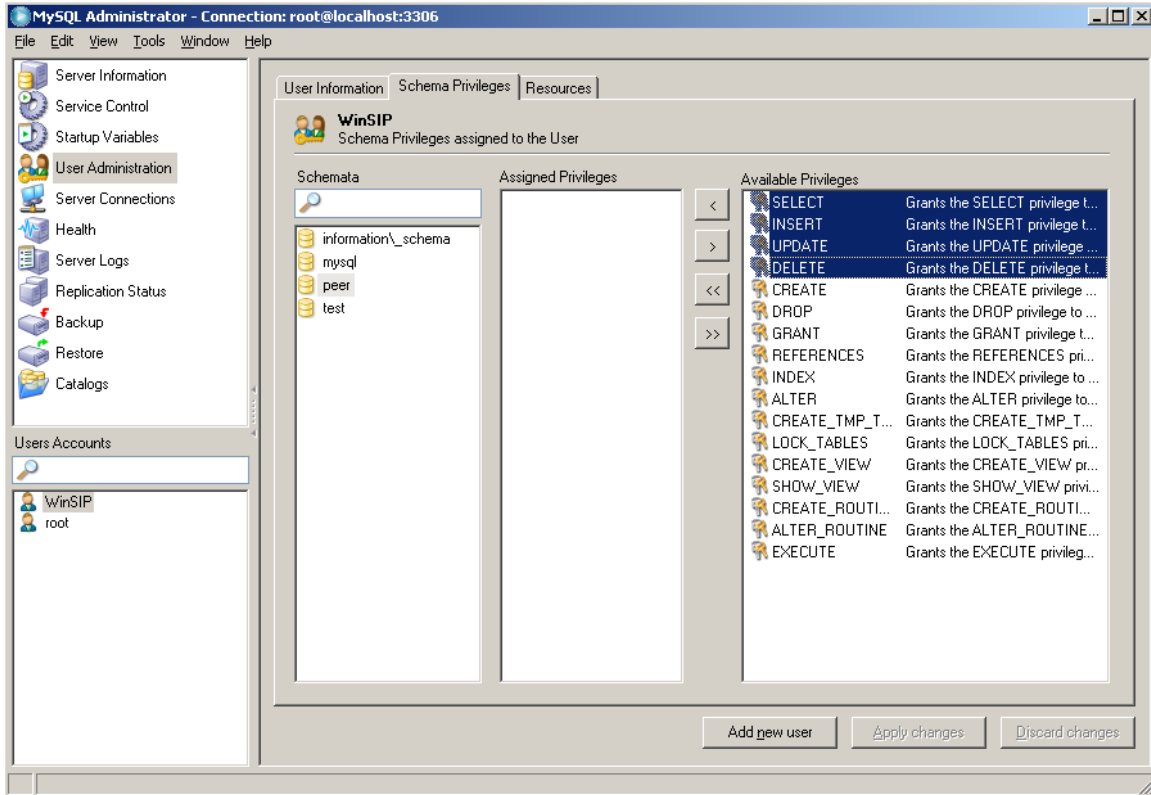 MySQL Administrator - Connection: root@localhost:3306
File Edit View Tools Window Help
Server Information
Service Control
Startup Variables
User Administration
Server Connections
Health
Server Logs
Replication Status
Backup
Restore
Catalogs
Users Accounts
WinSIP
root
User Information Schema Privileges Resources
WinSIP
Schema Privileges assigned to the User
Schemata
information\_schema
mysql
peer
test
Assigned Privileges
<
>
<<
>>
Available Privileges
SELECT Grants the SELECT privilege t...
INSERT Grants the INSERT privilege t...
UPDATE Grants the UPDATE privilege ...
DELETE Grants the DELETE privilege t...
CREATE Grants the CREATE privilege ...
DROP Grants the DROP privilege to ...
GRANT Grants the GRANT privilege t...
REFERENCES Grants the REFERENCES pri...
INDEX Grants the INDEX privilege to ...
ALTER Grants the ALTER privilege to...
CREATE_TMP_T... Grants the CREATE_TMP_T...
LOCK_TABLES Grants the LOCK_TABLES pri...
CREATE_VIEW Grants the CREATE_VIEW pr...
SHOW_VIEW Grants the SHOW_VIEW privi...
CREATE_ROUTI... Grants the CREATE_ROUTI...
ALTER_ROUTINE Grants the ALTER_ROUTINE...
EXECUTE Grants the EXECUTE privileg...
Add new user Apply changes Discard changes